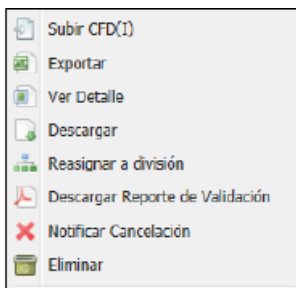 Subir CFD(I)
Exportar
Ver Detalle
Descargar
Reasignar a división
Descargar Reporte de Validación
Notificar Cancelación
Eliminar